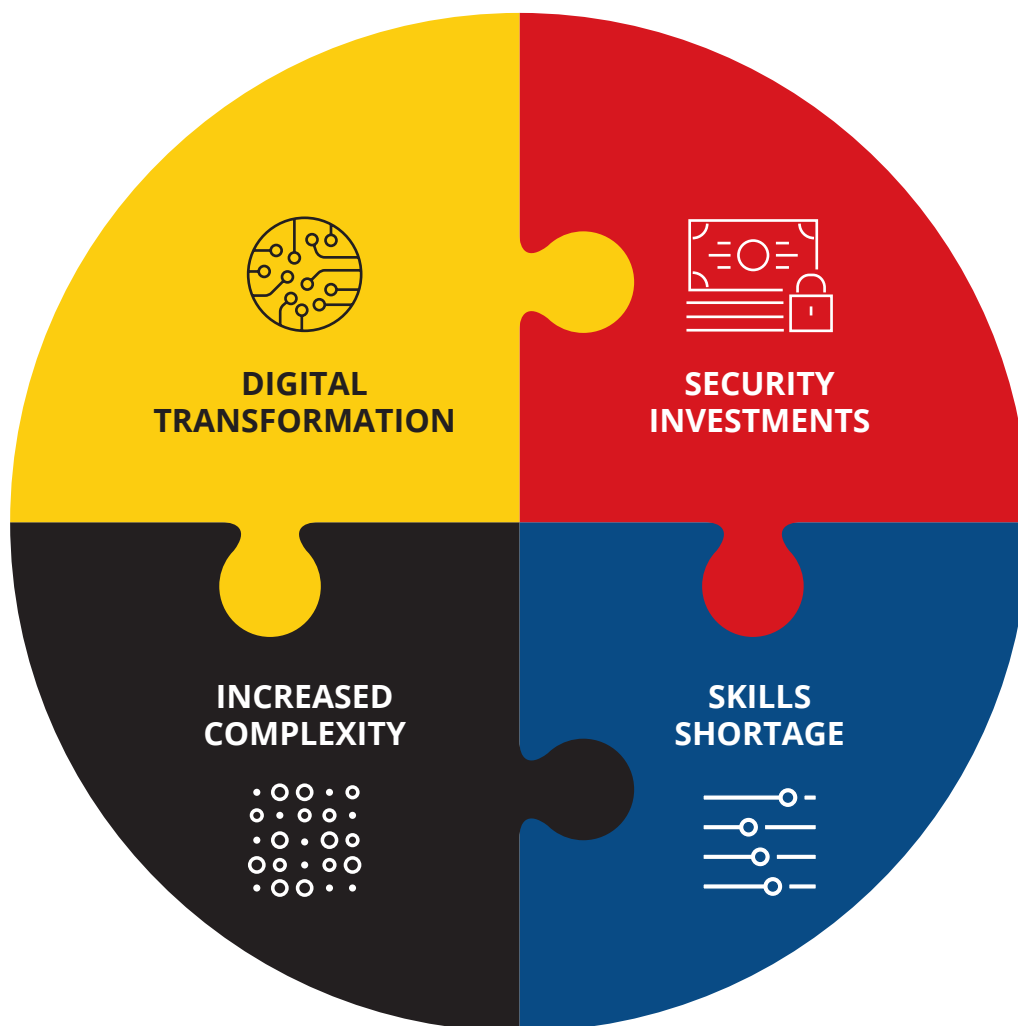 DIGITAL
TRANSFORMATION
SECURITY
INVESTMENTS
INCREASED
COMPLEXITY
SKILLS
SHORTAGE